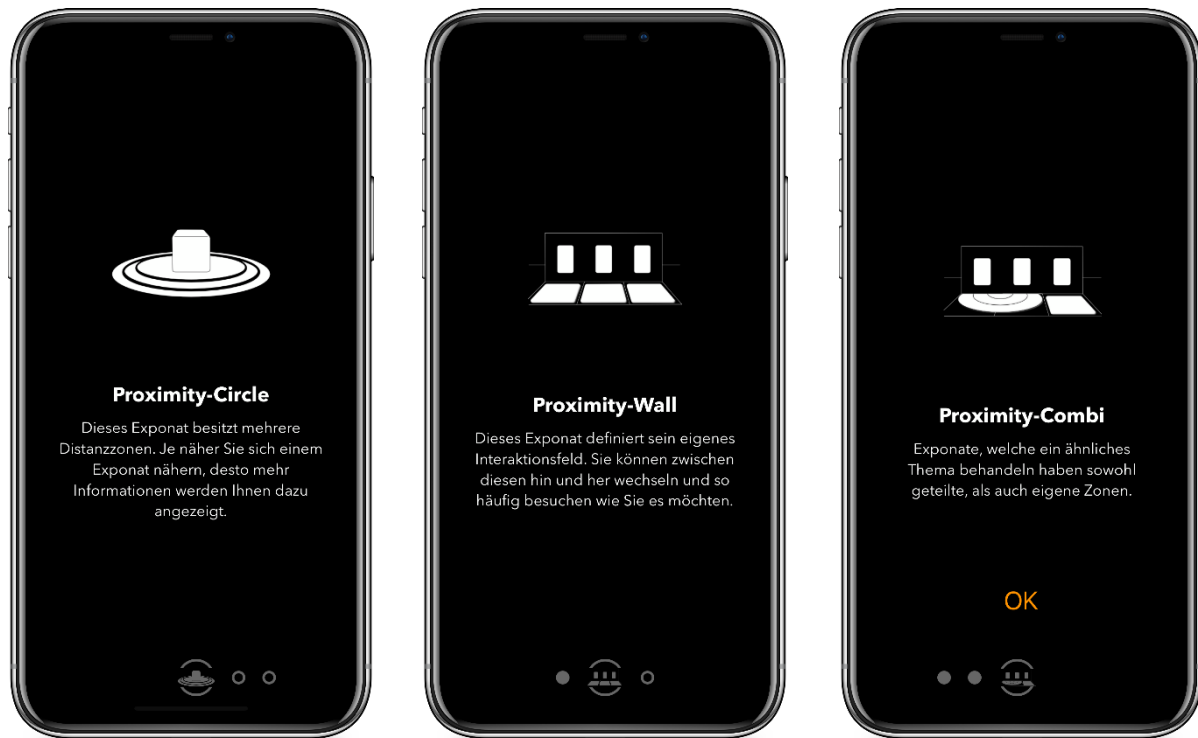 Proximity-Circle
Dieses Exponat besitzt mehrere
Distanzzonen. Je näher Sie sich einem
Exponat nähern, desto mehr
Informationen werden Ihnen dazu
angezeigt.
Proximity-Wall
Dieses Exponat definiert sein eigenes
Interaktionsfeld. Sie können zwischen
diesen hin und her wechseln und so
häufig besuchen wie Sie es möchten.
Proximity-Combi
Exponate, welche ein ähnliches
Thema behandeln haben sowohl
geteilte, als auch eigene Zonen.
OK